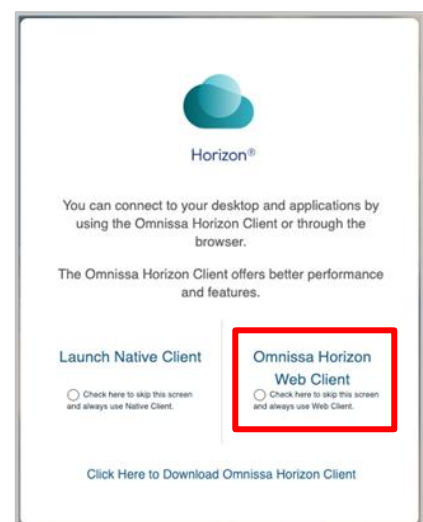 Horizon®
You can connect to your desktop and applications by
using the Omnissa Horizon Client or through the
browser.
The Omnissa Horizon Client offers better performance
and features.
Launch Native Client
Check here to skip this screen
and always use Native Client.
Omnissa Horizon
Web Client
Check here to skip this screen
and always use Web Client.
Click Here to Download Omnissa Horizon Client